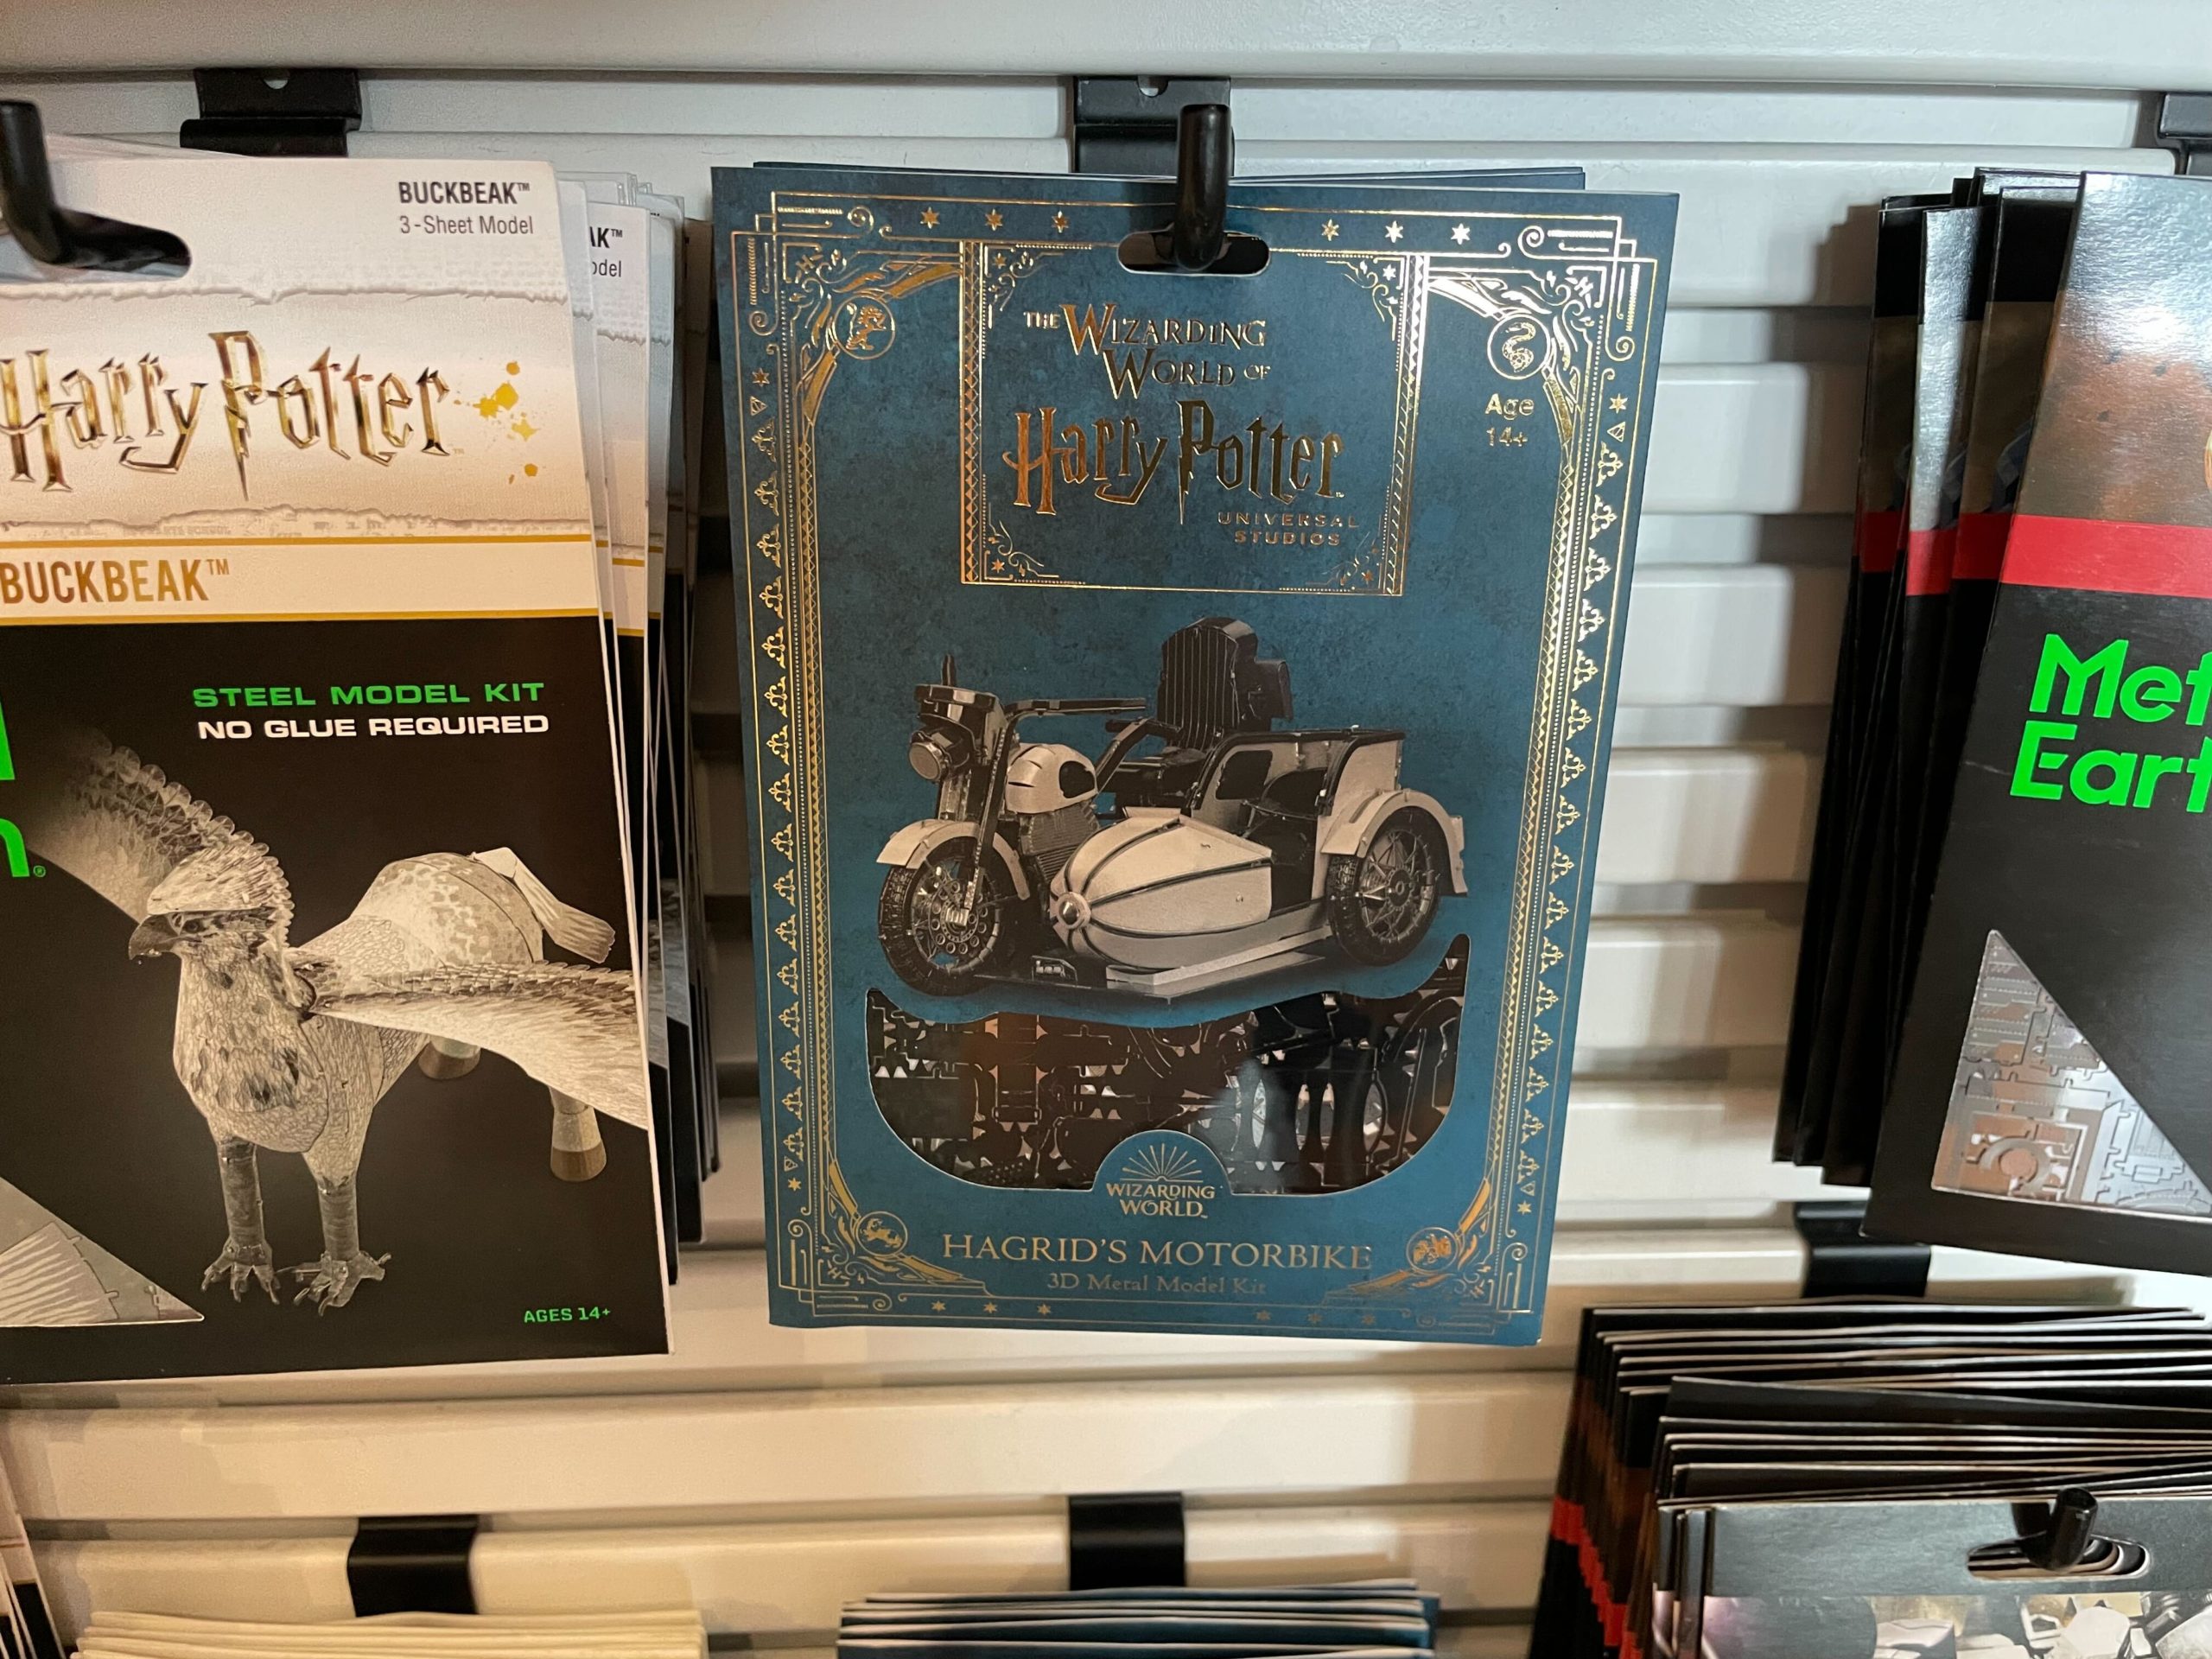 BUCKBEAK™
3-Sheet Model
Harry Potter
BUCKBEAK™
STEEL MODEL KIT
NO GLUE REQUIRED
AGES 14+
THE WIZARDING
WORLD OF
Harry Potter
UNIVERSAL
STUDIOS
Age
14+
WIZARDING
WORLD™
HAGRID'S MOTORBIKE
3D Metal Model Kit
Met
Eart